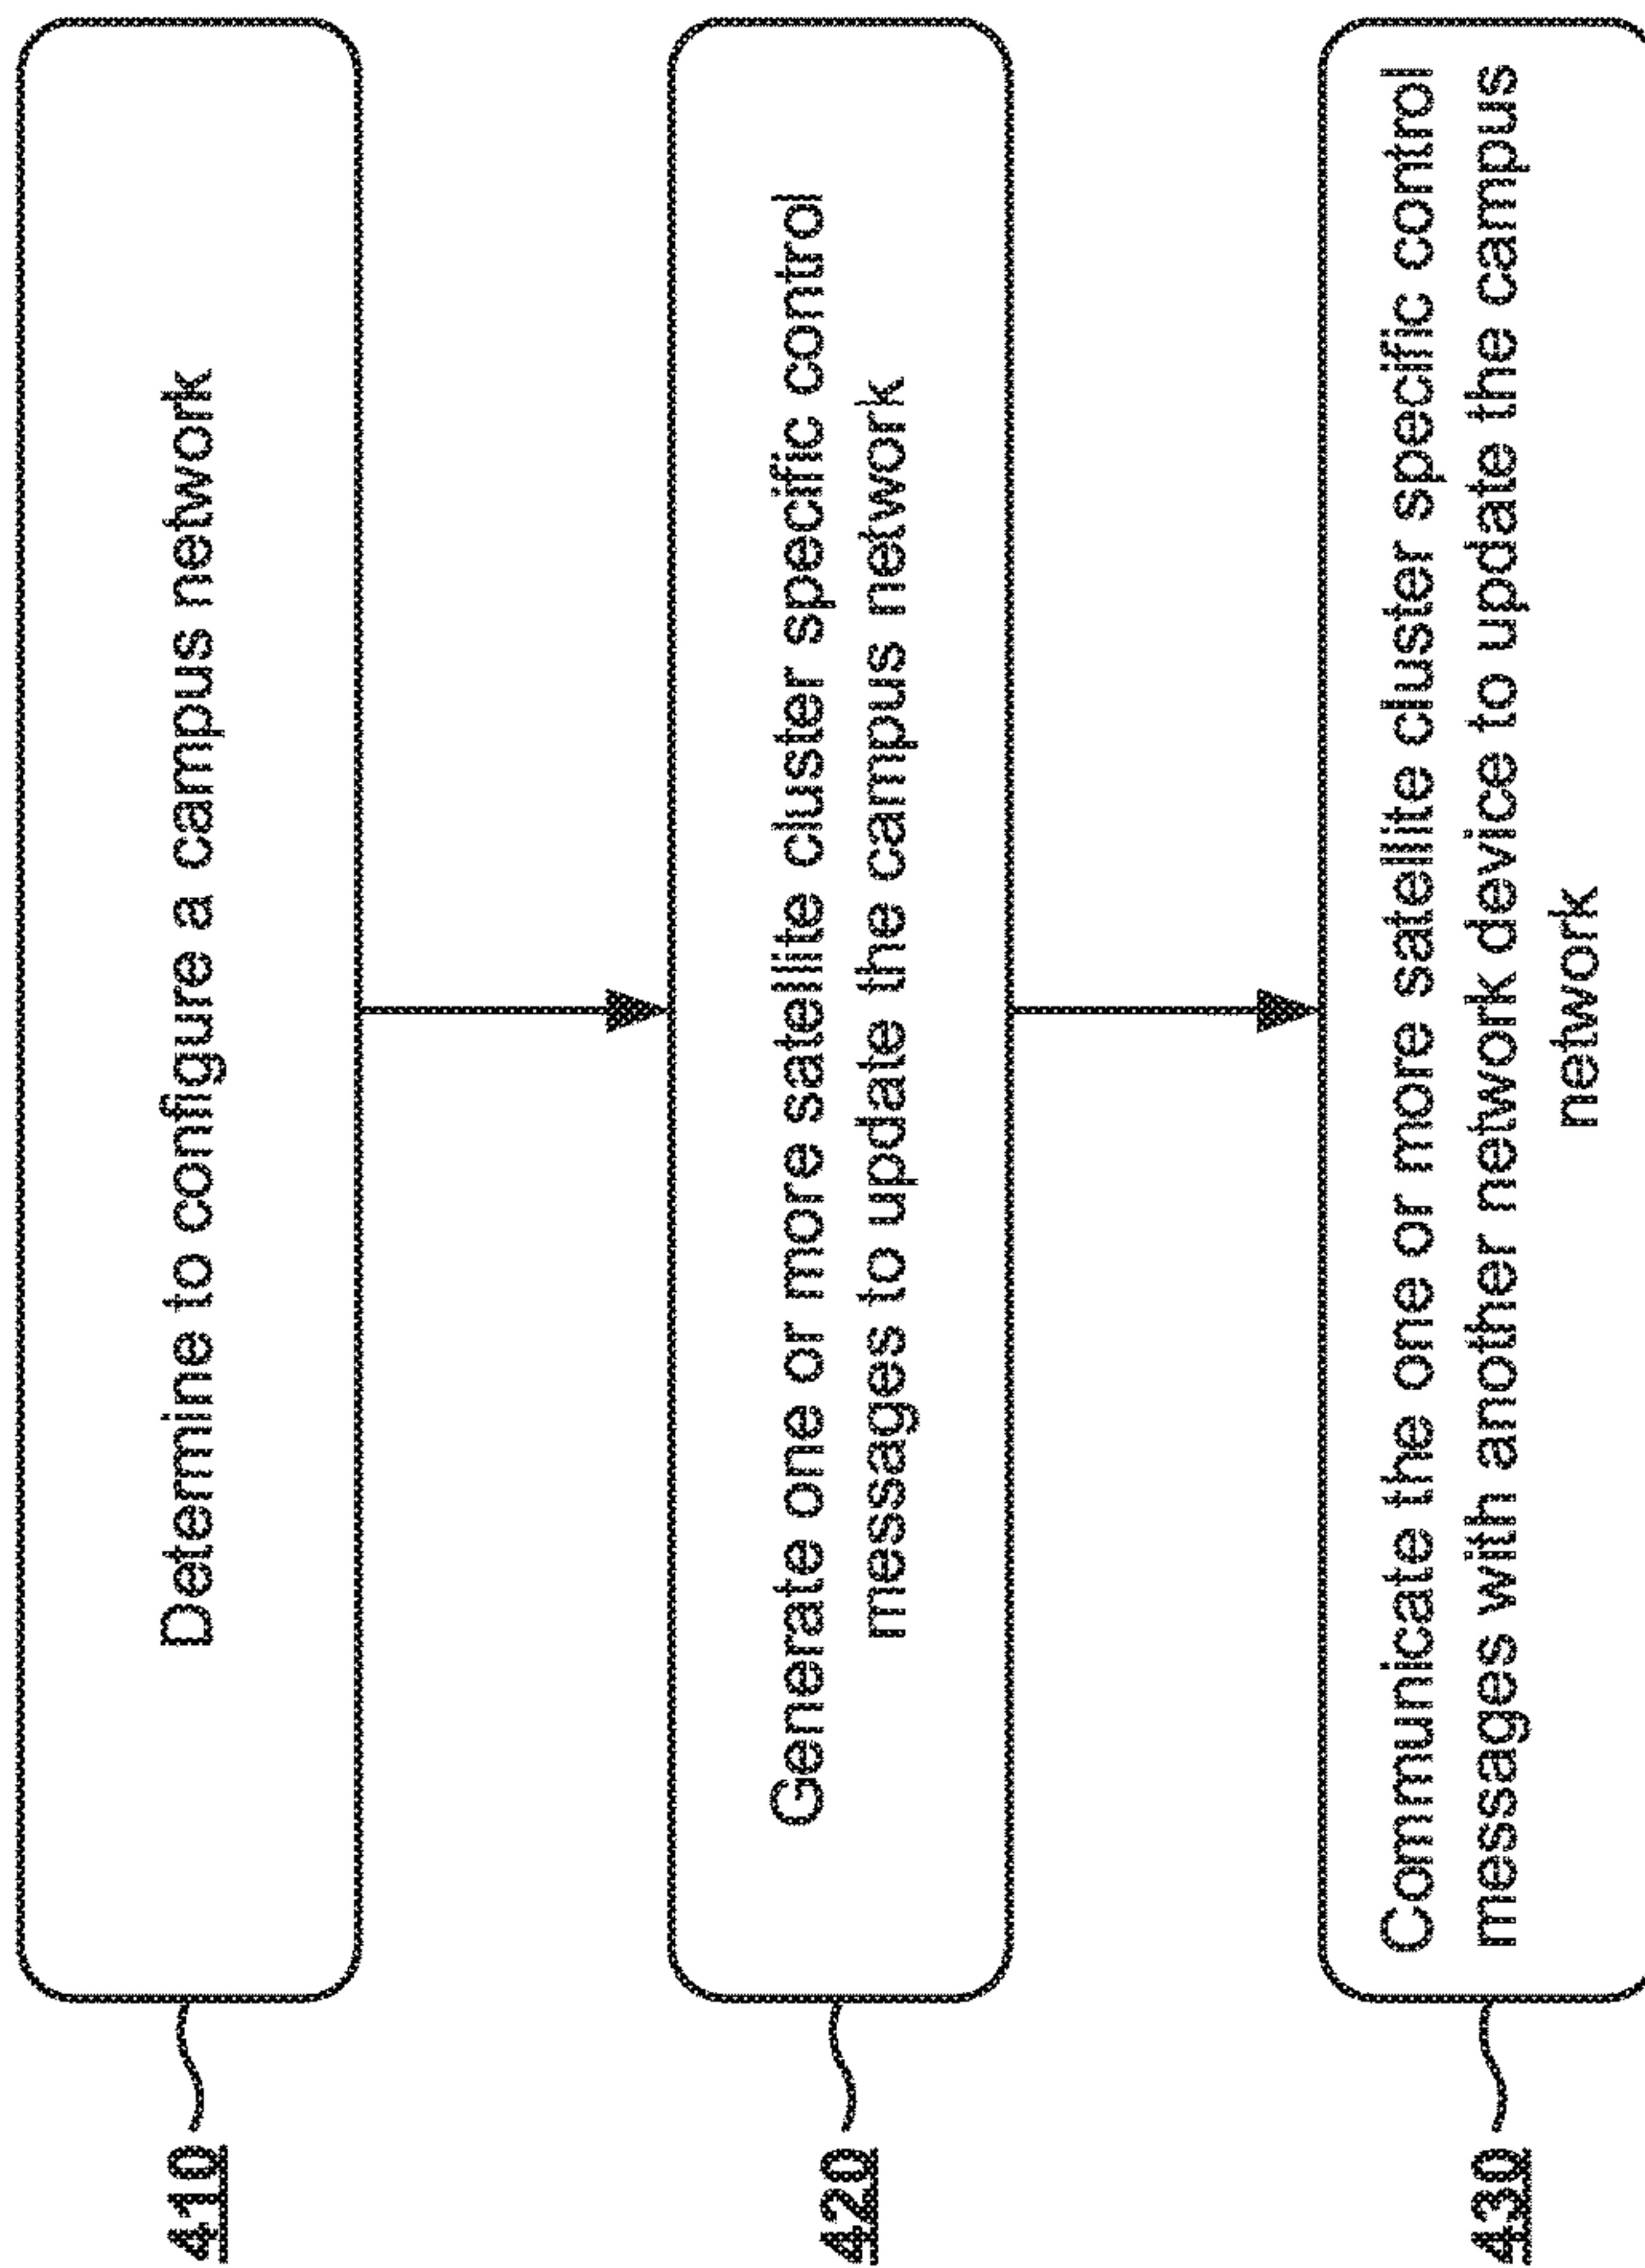 410
Determine to configure a campus network
420
Generate one or more satellite cluster specific control
messages to update the campus network
430
Communicate the one or more satellite cluster specific control
messages with another network device to update the campus
network